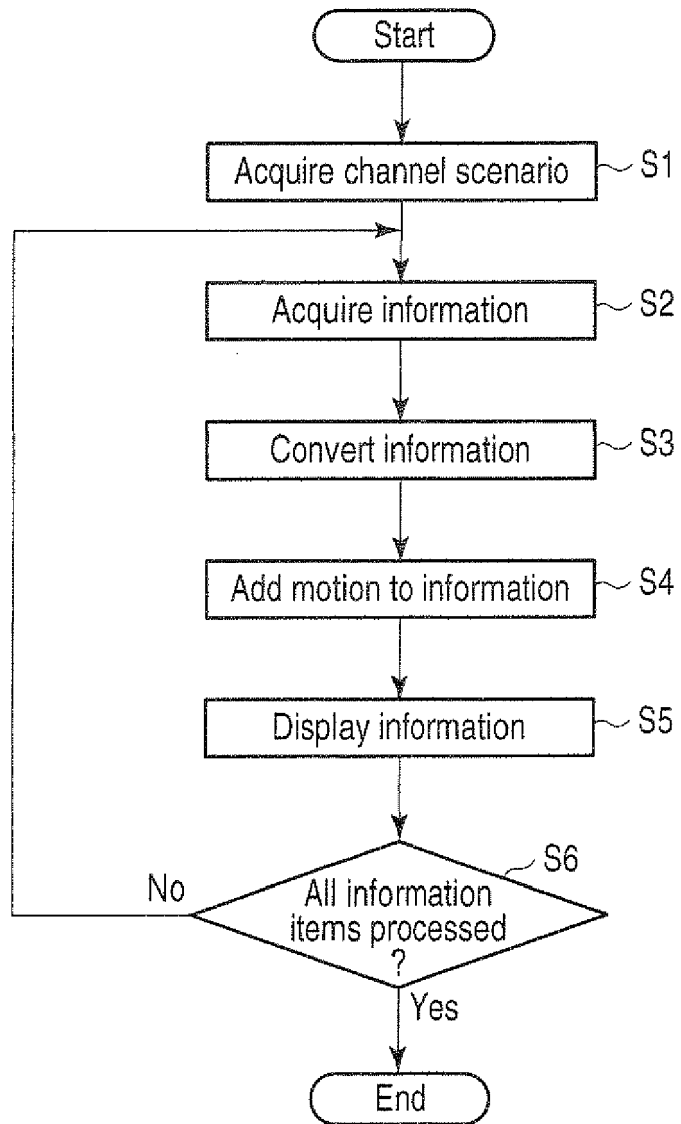 Start
Acquire channel scenario
S1
Acquire information
S2
Convert information
S3
Add motion to information
S4
Display information
S5
S6
No
All information
items processed
?
Yes
End